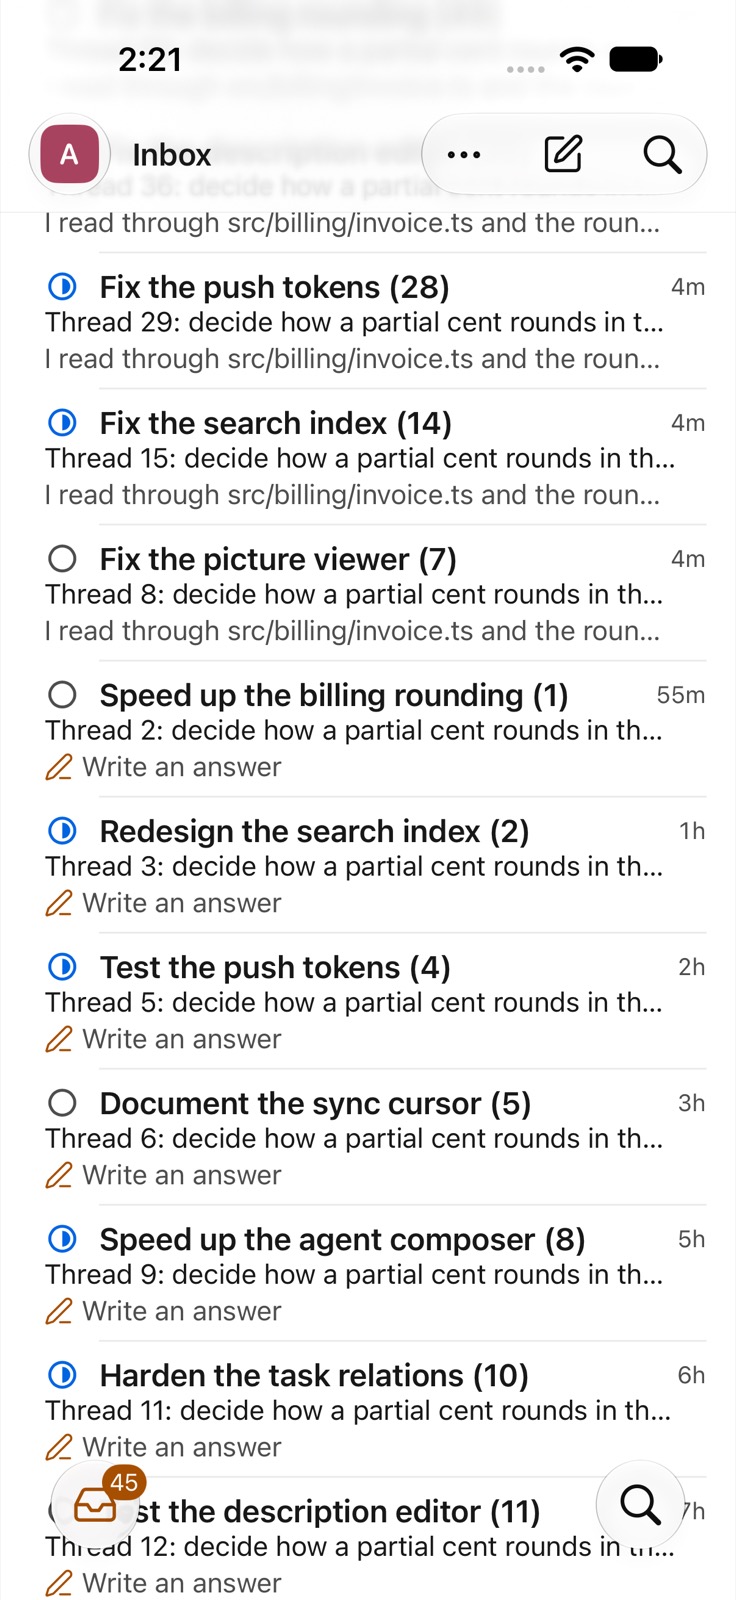 2:21
A
Inbox
I read through src/billing/invoice.ts and the roun...
Fix the push tokens (28)
4m
Thread 29: decide how a partial cent rounds in t...
I read through src/billing/invoice.ts and the roun...
Fix the search index (14)
4m
Thread 15: decide how a partial cent rounds in th...
I read through src/billing/invoice.ts and the roun...
Fix the picture viewer (7)
4m
Thread 8: decide how a partial cent rounds in th...
I read through src/billing/invoice.ts and the roun...
Speed up the billing rounding (1)
55m
Thread 2: decide how a partial cent rounds in th...
Write an answer
Redesign the search index (2)
1h
Thread 3: decide how a partial cent rounds in th...
Write an answer
Test the push tokens (4)
2h
Thread 5: decide how a partial cent rounds in th...
Write an answer
Document the sync cursor (5)
3h
Thread 6: decide how a partial cent rounds in th...
Write an answer
Speed up the agent composer (8)
5h
Thread 9: decide how a partial cent rounds in th...
Write an answer
Harden the task relations (10)
6h
Thread 11: decide how a partial cent rounds in th...
Write an answer
45
the description editor (11)
7h
Thread 12: decide how a partial cent rounds in th...
Write an answer